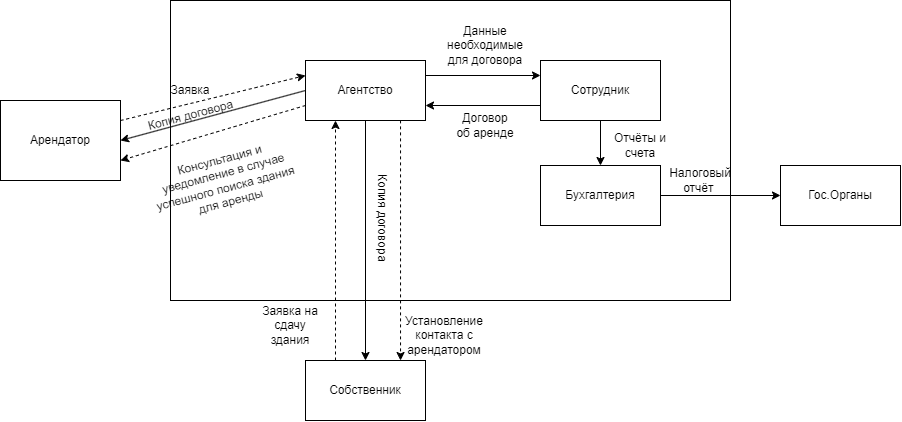 Данные
необходимые
для договора
Заявка
Агентство
Сотрудник
Копия договора
Договор
об аренде
Арендатор
Отчёты и
счета
Консультация и
уведомление в случае
успешного поиска здания
для аренды
Налоговый
отчёт
Копия договора
Бухгалтерия
Гос.Органы
Заявка на
сдачу
здания
Установление
контакта с
арендатором
Собственник